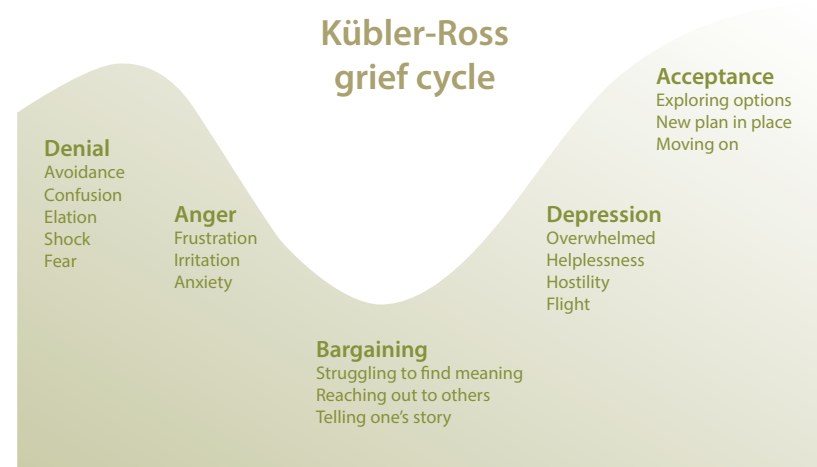 Kübler-Ross
grief cycle
Denial
Avoidance
Confusion
Elation
Shock
Fear
Anger
Frustration
Irritation
Anxiety
Bargaining
Struggling to find meaning
Reaching out to others
Telling one’s story
Depression
Overwhelmed
Helplessness
Hostility
Flight
Acceptance
Exploring options
New plan in place
Moving on